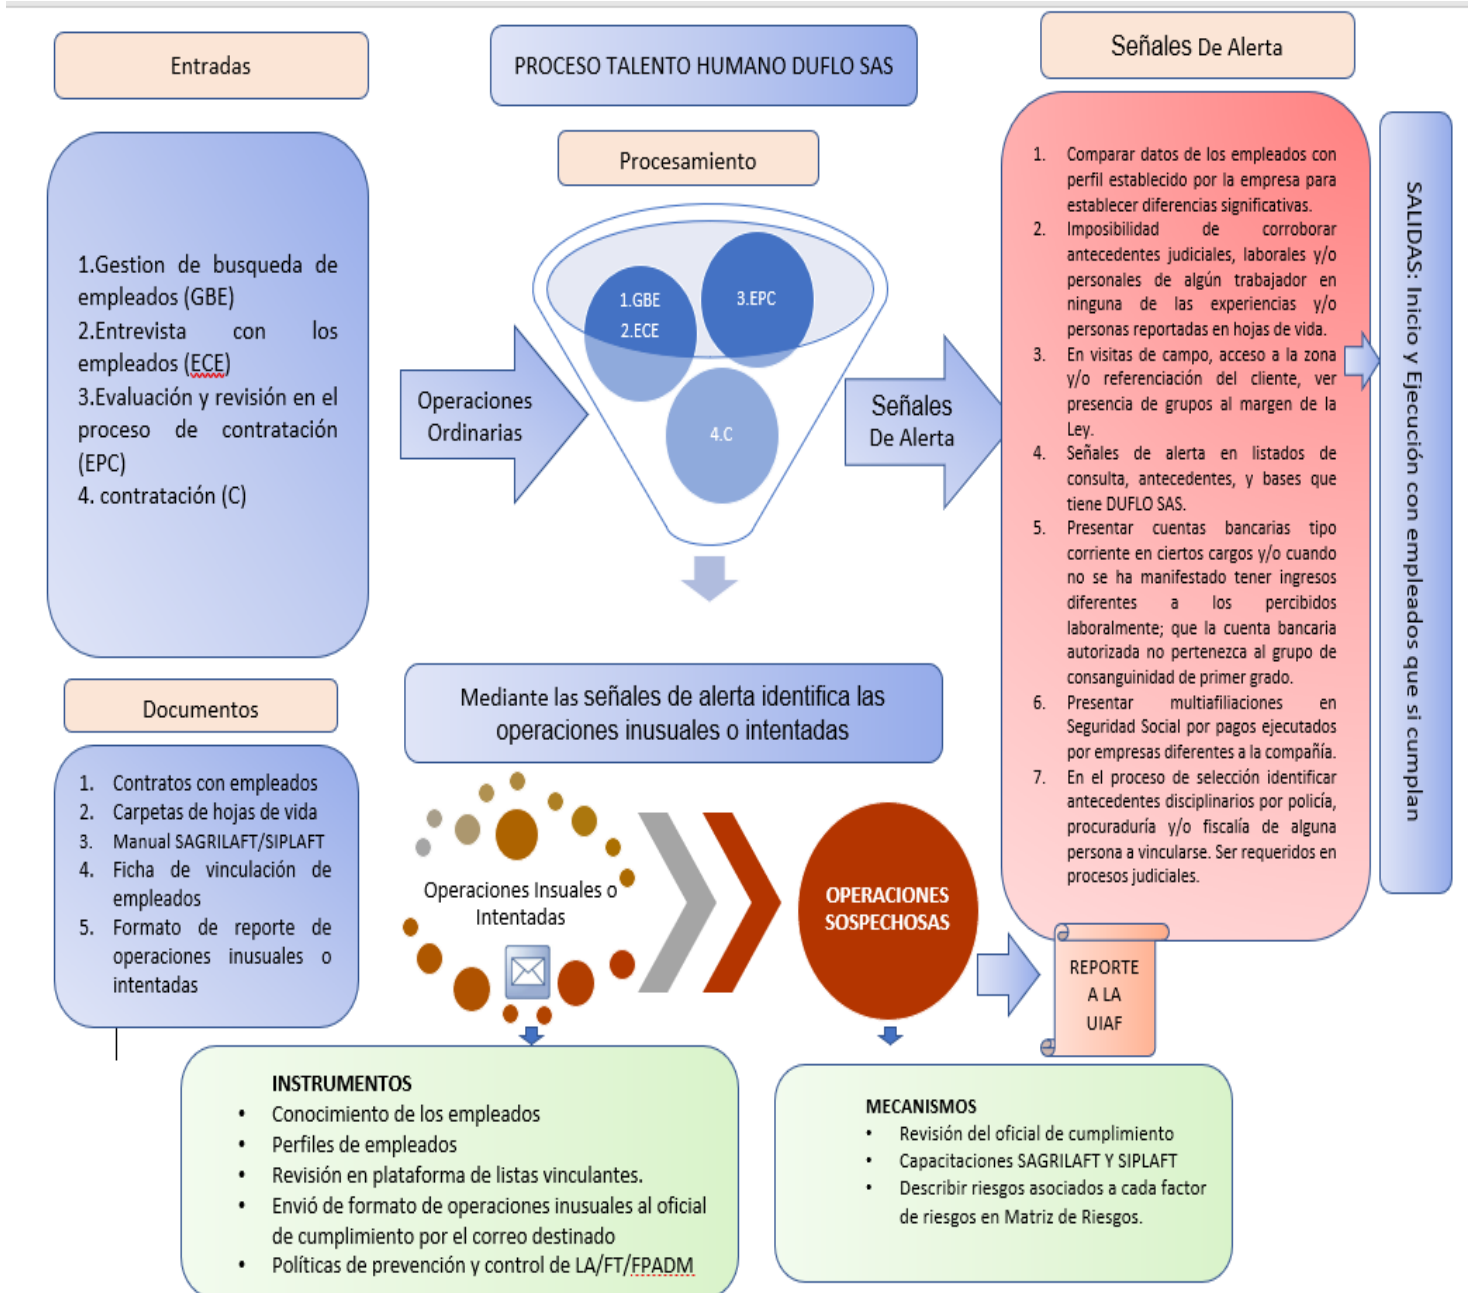 Entradas
PROCESO TALENTO HUMANO DUFLO SAS
Señales De Alerta
1.Gestion de busqueda de
empleados (GBE)
2.Entrevista con los
empleados (ECE)
3.Evaluación y revisión en el
proceso de contratación
(EPC)
4. contratación (C)
Operaciones
Ordinarias
Procesamiento
1.GBE
2.ECE
3.EPC
4.C
Señales
De Alerta
1. Comparar datos de los empleados con
perfil establecido por la empresa para
establecer diferencias significativas.
2. Imposibilidad de corroborar
antecedentes judiciales, laborales y/o
personales de algún trabajador en
ninguna de las experiencias y/o
personas reportadas en hojas de vida.
3. En visitas de campo, acceso a la zona
y/o referenciación del cliente, ver
presencia de grupos al margen de la
Ley.
4. Señales de alerta en listados de
consulta, antecedentes, y bases que
tiene DUFLO SAS.
5. Presentar cuentas bancarias tipo
corriente en ciertos cargos y/o cuando
no se ha manifestado tener ingresos
diferentes a los percibidos
laboralmente; que la cuenta bancaria
autorizada no pertenezca al grupo de
consanguinidad de primer grado.
6. Presentar multiafiliaciones en
Seguridad Social por pagos ejecutados
por empresas diferentes a la compañía.
7. En el proceso de selección identificar
antecedentes disciplinarios por policía,
procuraduría y/o fiscalía de alguna
persona a vincularse. Ser requeridos en
procesos judiciales.
SALIDAS: Inicio y Ejecución con empleados que si cumplan
Documentos
1. Contratos con empleados
2. Carpetas de hojas de vida
3. Manual SAGRILAFT/SIPLAFT
4. Ficha de vinculación de
empleados
5. Formato de reporte de
operaciones inusuales o
intentadas
Mediante las señales de alerta identifica las
operaciones inusuales o intentadas
Operaciones Insuales o
Intentadas
OPERACIONES
SOSPECHOSAS
REPORTE
A LA
UIAF
INSTRUMENTOS
• Conocimiento de los empleados
• Perfiles de empleados
• Revisión en plataforma de listas vinculantes.
• Envió de formato de operaciones inusuales al oficial
de cumplimiento por el correo destinado
• Políticas de prevención y control de LA/FT/FPADM
MECANISMOS
• Revisión del oficial de cumplimiento
• Capacitaciones SAGRILAFT Y SIPLAFT
• Describir riesgos asociados a cada factor
de riesgos en Matriz de Riesgos.